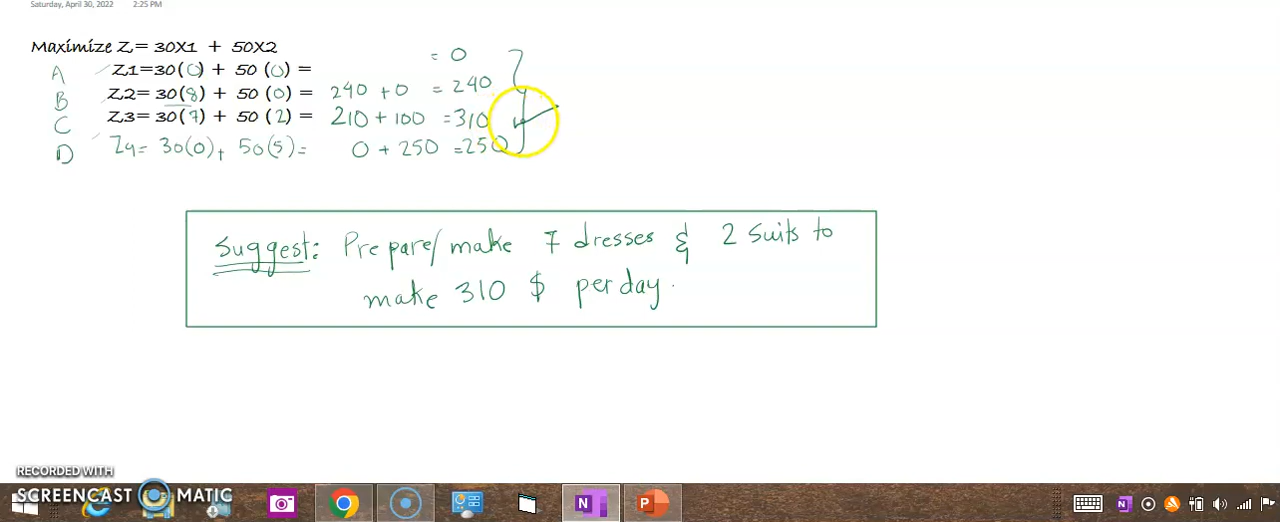 Saturday, April 30, 2022 2:25 PM
Maximize Z= 30X1 + 50X2
A Z1=30(0) + 50 (0) = = 0
B Z2= 30(8) + 50 (0) = 240 + 0 = 240
C Z3= 30(7) + 50 (2) = 210 + 100 = 310
D Z4= 30(0) + 50(5) = 0 + 250 = 250
Suggest: Prepare/make 7 dresses & 2 suits to
make 310 $ per day.
RECORDED WITH
SCREENCAST MATIC